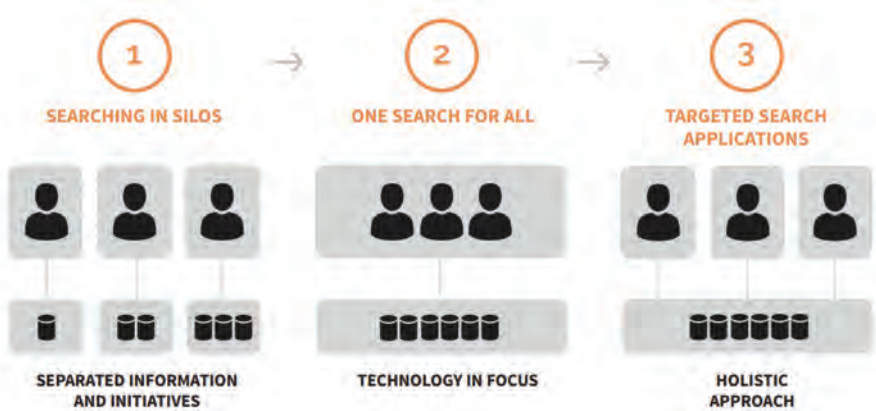 1
SEARCHING IN SILOS
2
ONE SEARCH FOR ALL
3
TARGETED SEARCH
APPLICATIONS
SEPARATED INFORMATION
AND INITIATIVES
TECHNOLOGY IN FOCUS
HOLISTIC
APPROACH